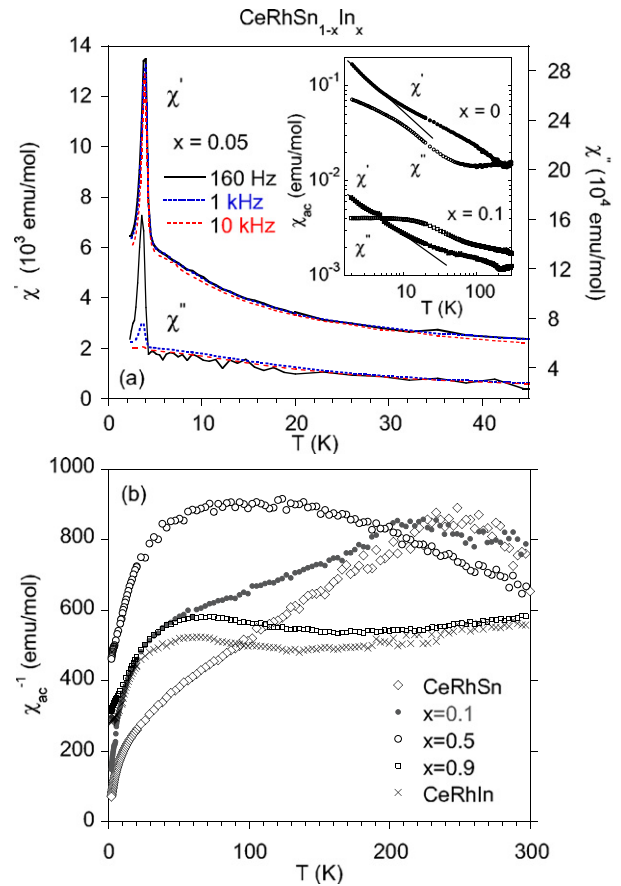 CeRhSn1-xInx
14
12
10
8
6
4
2
0
χ' (10³ emu/mol)
χ'
x = 0.05
160 Hz
1 kHz
10 kHz
χ"
(a)
0 10 20 30 40
T (K)
28
24
20
16
12
8
4
χ" (10⁴ emu/mol)
10⁻¹
10⁻²
10⁻³
χac (emu/mol)
χ'
x = 0
χ"
χ'
x = 0.1
χ"
10 100
T (K)
1000
800
600
400
200
0
χac⁻¹ (emu/mol)
(b)
CeRhSn
x=0.1
x=0.5
x=0.9
CeRhIn
0 100 200 300
T (K)